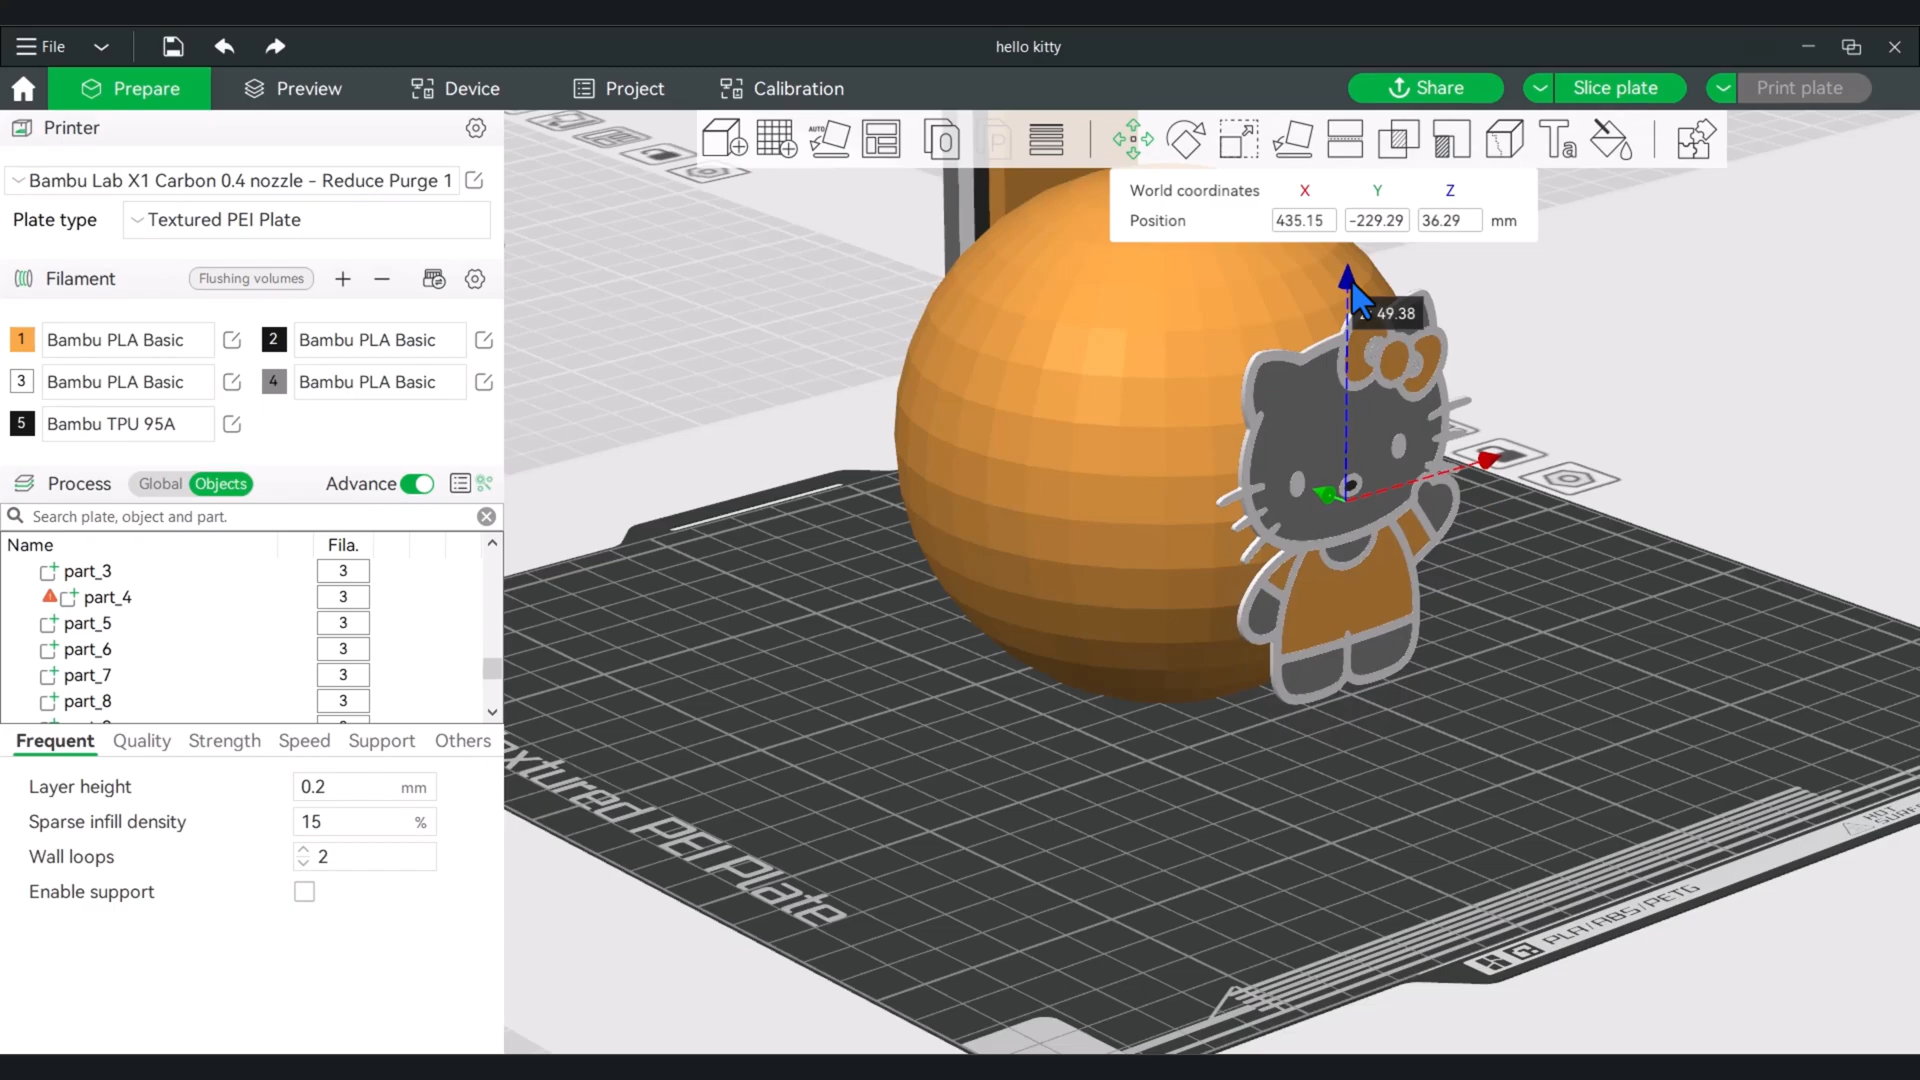 File
hello kitty
Prepare
Preview
Device
Project
Calibration
Share
Slice plate
Print plate
Printer
Bambu Lab X1 Carbon 0.4 nozzle - Reduce Purge 1
Plate type
Textured PEI Plate
Filament
Flushing volumes
1 Bambu PLA Basic
2 Bambu PLA Basic
3 Bambu PLA Basic
4 Bambu PLA Basic
5 Bambu TPU 95A
Process
Global
Objects
Advance
Search plate, object and part.
Name Fila.
part_3 3
part_4 3
part_5 3
part_6 3
part_7 3
part_8 3
Frequent Quality Strength Speed Support Others
Layer height 0.2 mm
Sparse infill density 15 %
Wall loops 2
Enable support
AUTO
0
P
Ta
World coordinates X Y Z
Position 435.15 -229.29 36.29 mm
49.38
Textured PEI Plate
PLA/ABS/PETG